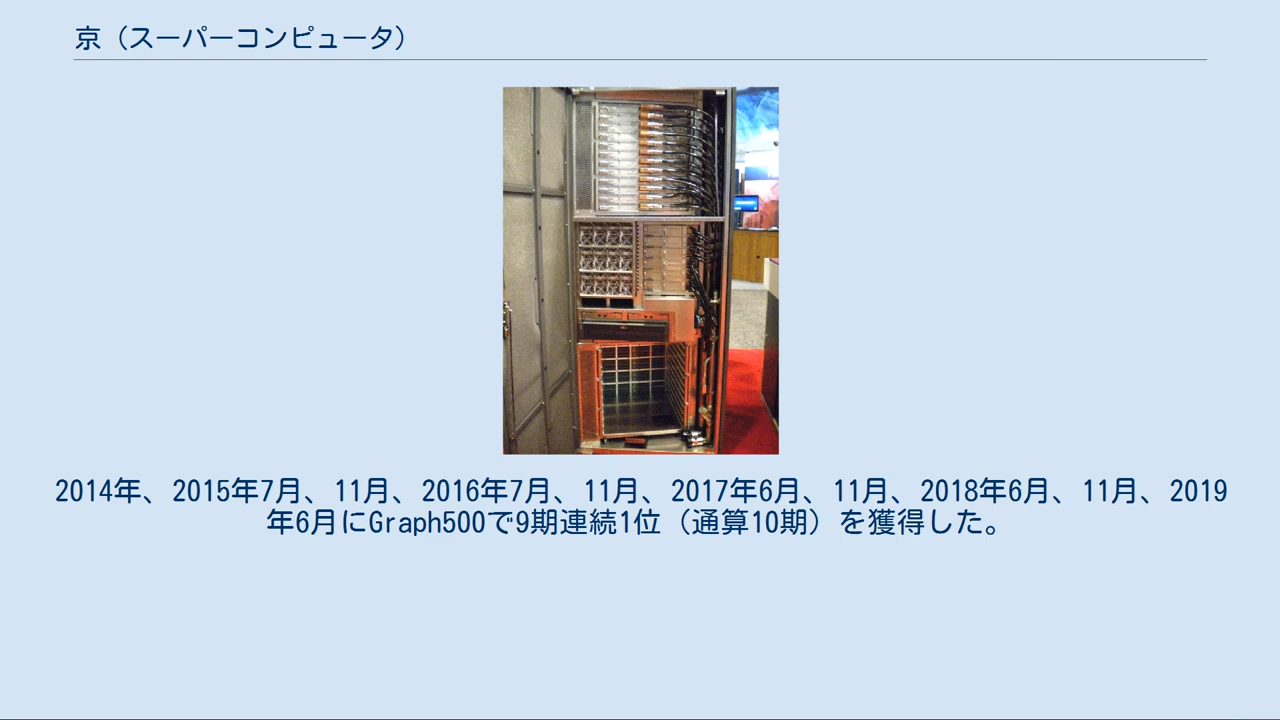 京（スーパーコンピュータ）
2014年、2015年7月、11月、2016年7月、11月、2017年6月、11月、2018年6月、11月、2019
年6月にGraph500で9期連続1位（通算10期）を獲得した。